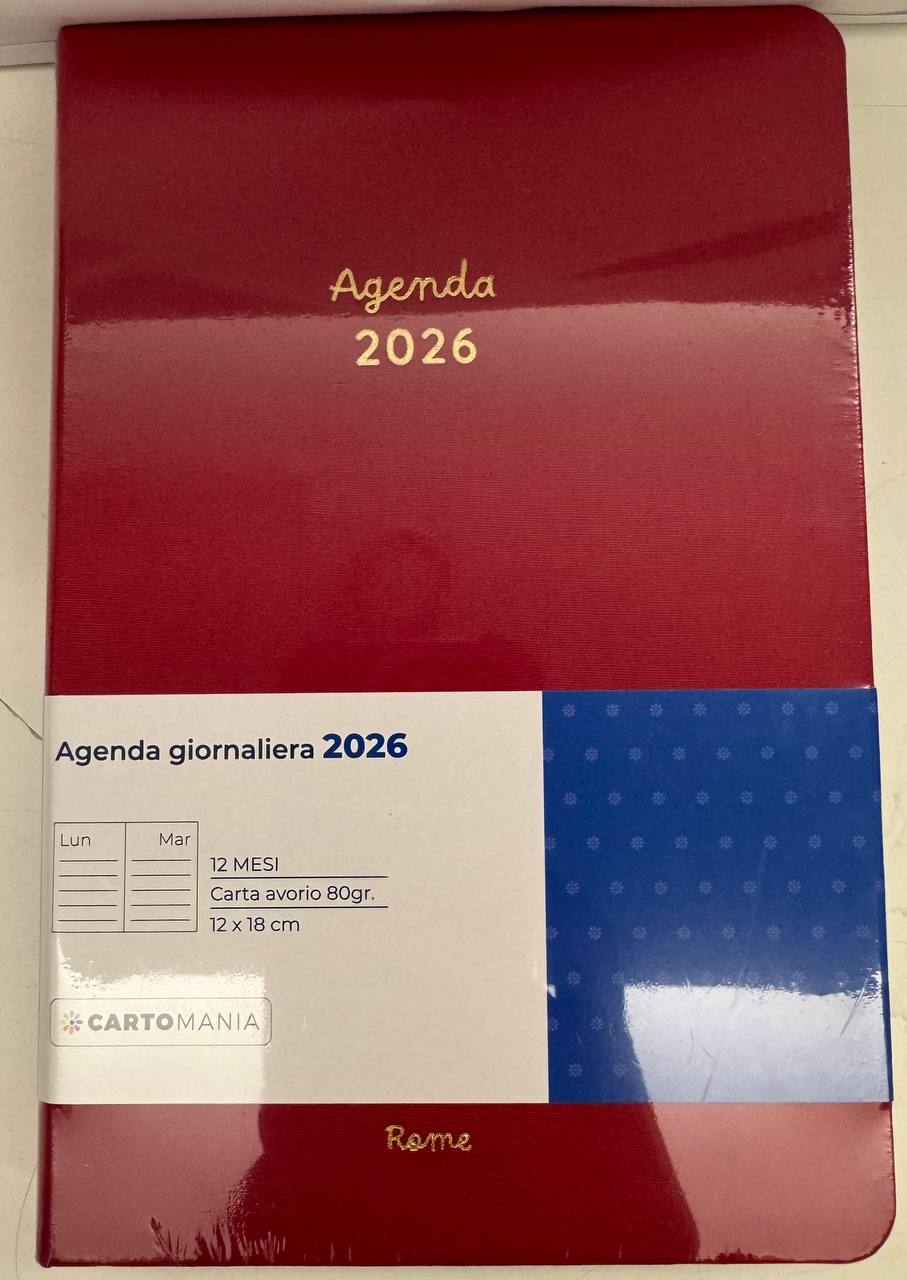 Agenda
2026
Agenda giornaliera 2026
Lun Mar
12 MESI
Carta avorio 80gr.
12 x 18 cm
CARTOMANIA
Rome